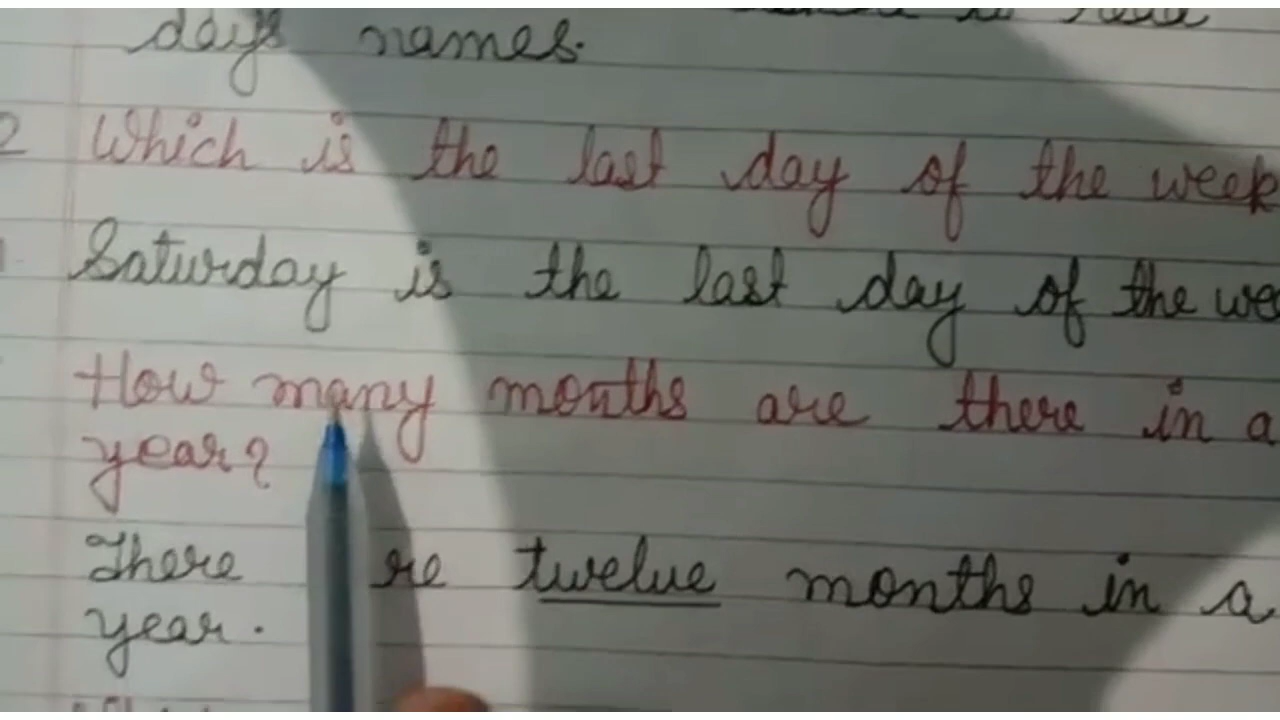 days names.
2 Which is the last day of the week
Saturday is the last day of the we
How many months are there in a
year?
There re twelve months in a
year.